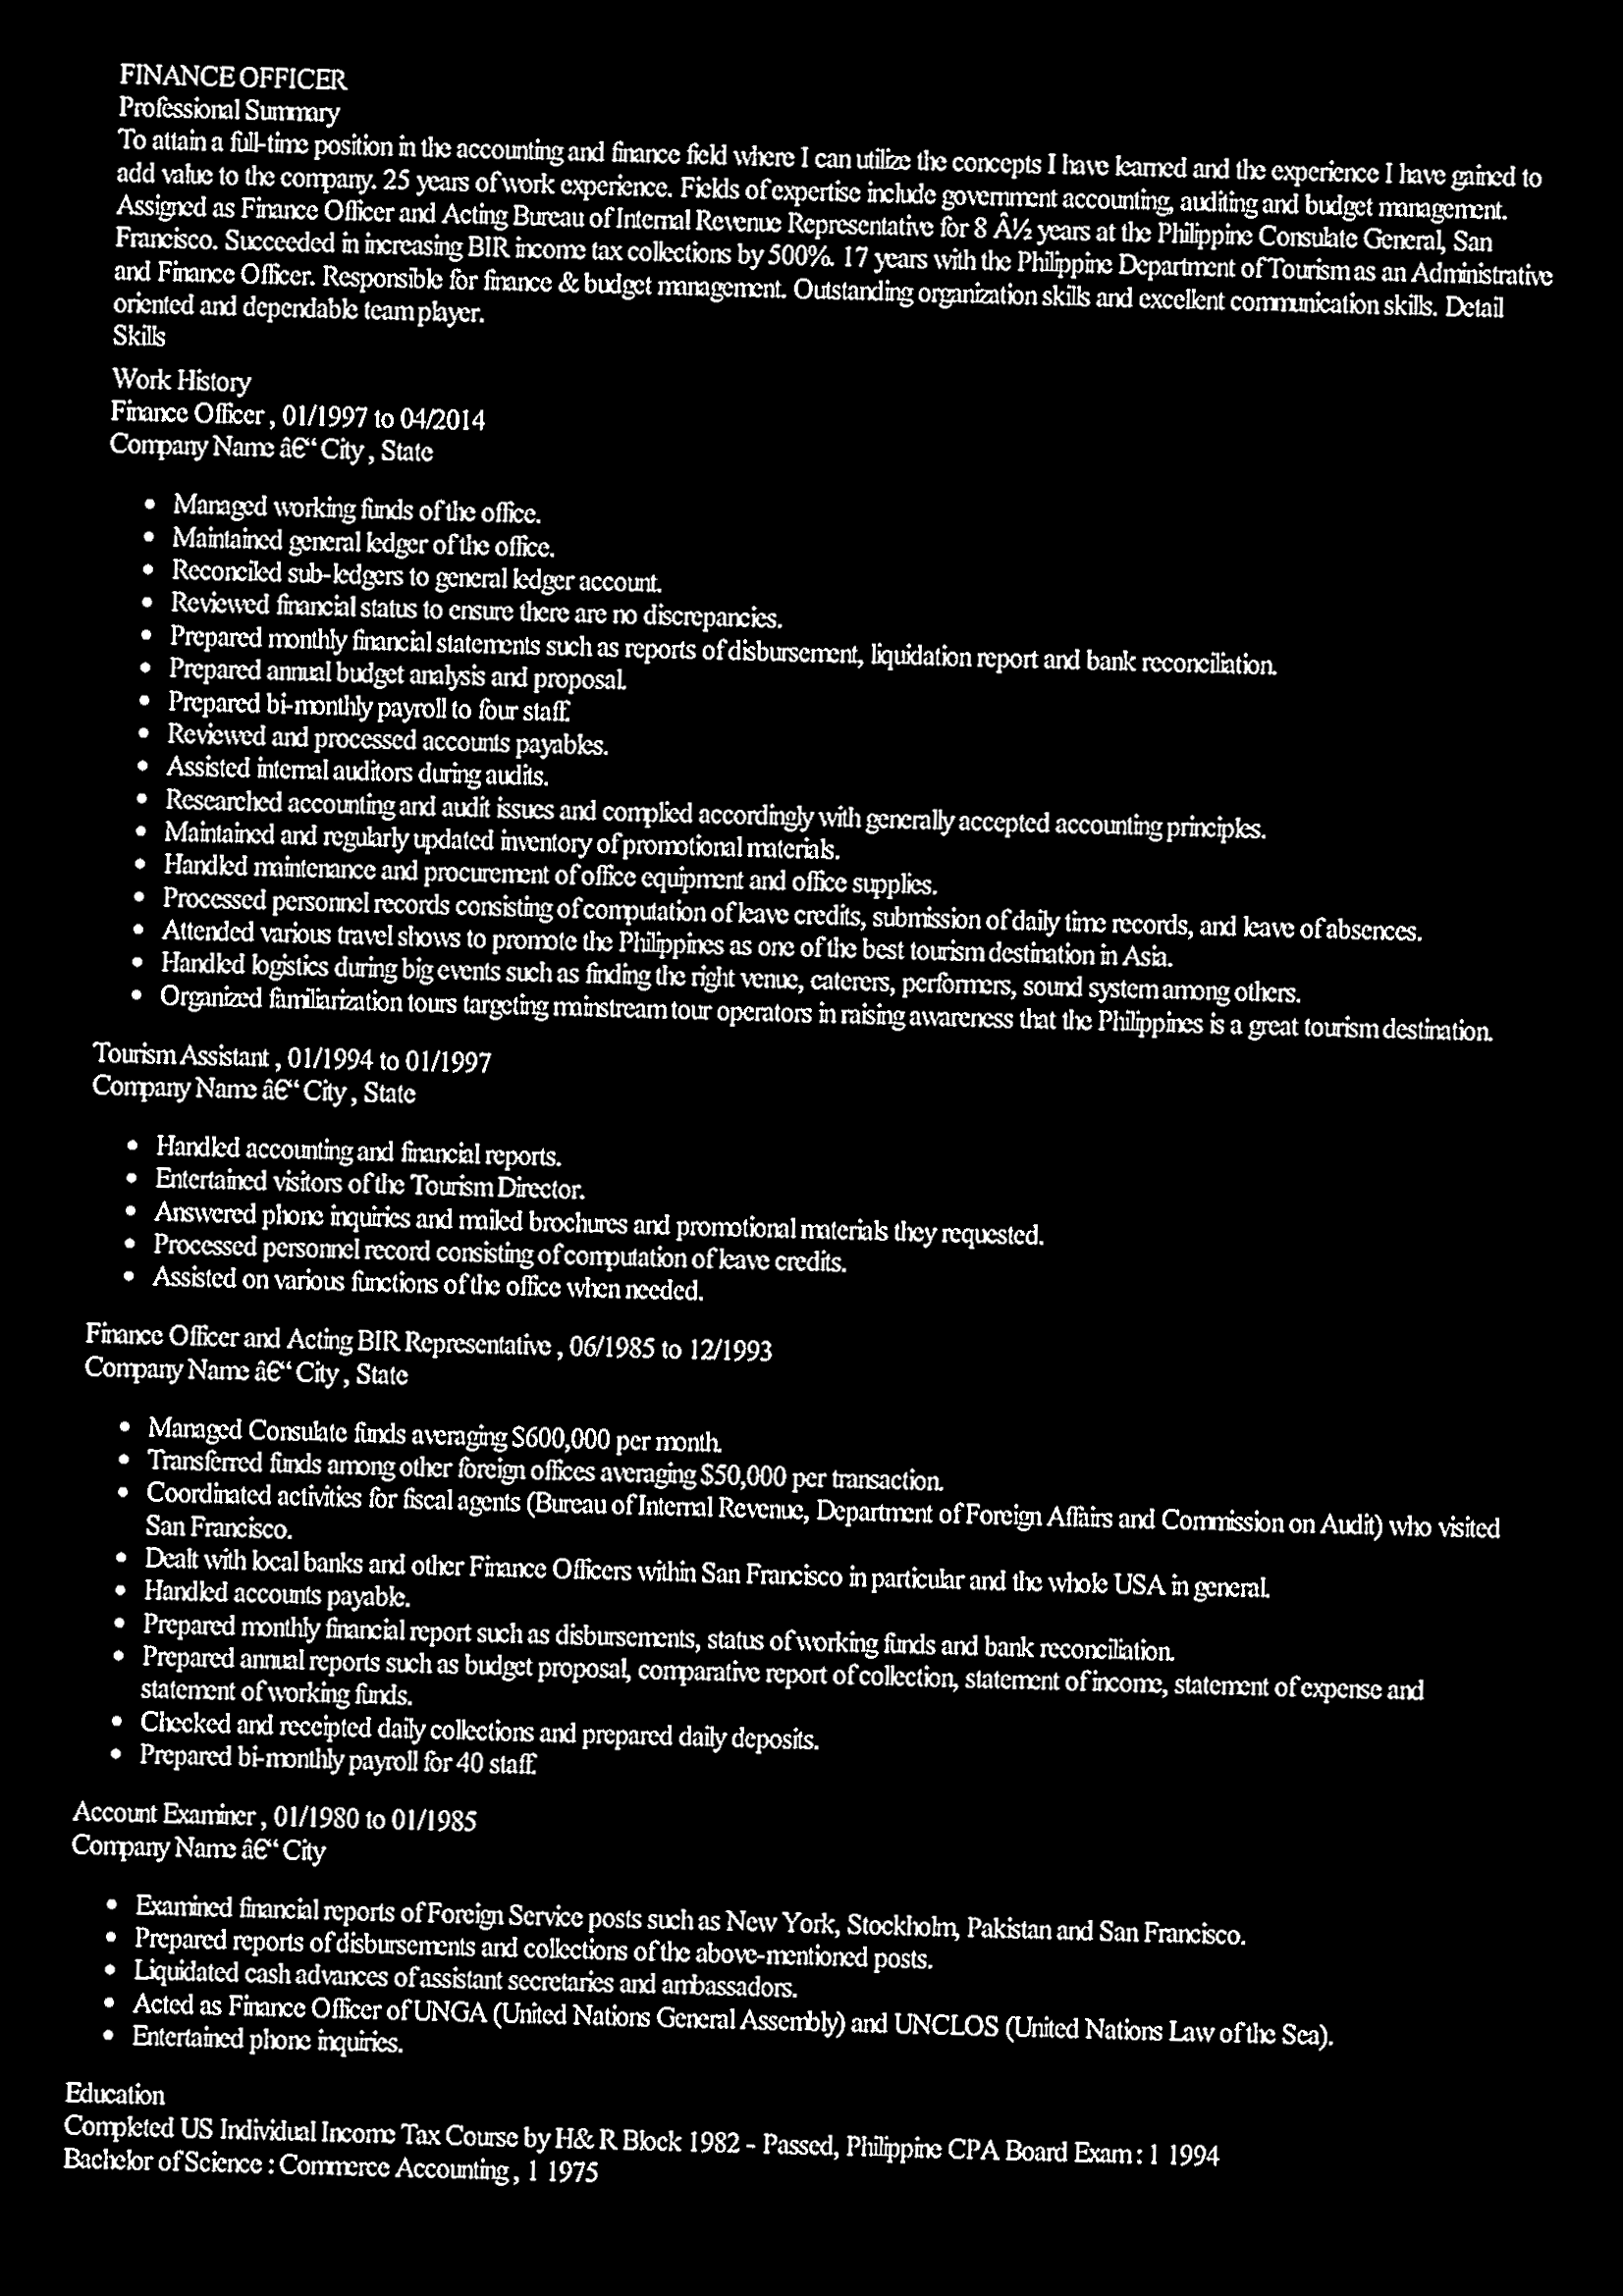 FINANCE OFFICER
Professional Summary
To attain a full-time position in the accounting and finance field where I can utilize the concepts I have learned and the experience I have gained to
add value to the company. 25 years of work experience. Fields of expertise include government accounting, auditing and budget management.
Assigned as Finance Officer and Acting Bureau of Internal Revenue Representative for 8 Â½ years at the Philippine Consulate General, San
Francisco. Succeeded in increasing BIR income tax collections by 500%. 17 years with the Philippine Department of Tourism as an Administrative
and Finance Officer. Responsible for finance & budget management. Outstanding organization skills and excellent communication skills. Detail
oriented and dependable team player.
Skills
Work History
Finance Officer , 01/1997 to 04/2014
Company Name â€“ City , State
• Managed working funds of the office.
• Maintained general ledger of the office.
• Reconciled sub-ledgers to general ledger account.
• Reviewed financial status to ensure there are no discrepancies.
• Prepared monthly financial statements such as reports of disbursement, liquidation report and bank reconciliation.
• Prepared annual budget analysis and proposal.
• Prepared bi-monthly payroll to four staff.
• Reviewed and processed accounts payables.
• Assisted internal auditors during audits.
• Researched accounting and audit issues and complied accordingly with generally accepted accounting principles.
• Maintained and regularly updated inventory of promotional materials.
• Handled maintenance and procurement of office equipment and office supplies.
• Processed personnel records consisting of computation of leave credits, submission of daily time records, and leave of absences.
• Attended various travel shows to promote the Philippines as one of the best tourism destination in Asia.
• Handled logistics during big events such as finding the right venue, caterers, performers, sound system among others.
• Organized familiarization tours targeting mainstream tour operators in raising awareness that the Philippines is a great tourism destination.
Tourism Assistant , 01/1994 to 01/1997
Company Name â€“ City , State
• Handled accounting and financial reports.
• Entertained visitors of the Tourism Director.
• Answered phone inquiries and mailed brochures and promotional materials they requested.
• Processed personnel record consisting of computation of leave credits.
• Assisted on various functions of the office when needed.
Finance Officer and Acting BIR Representative , 06/1985 to 12/1993
Company Name â€“ City , State
• Managed Consulate funds averaging $600,000 per month.
• Transferred funds among other foreign offices averaging $50,000 per transaction.
• Coordinated activities for fiscal agents (Bureau of Internal Revenue, Department of Foreign Affairs and Commission on Audit) who visited
San Francisco.
• Dealt with local banks and other Finance Officers within San Francisco in particular and the whole USA in general.
• Handled accounts payable.
• Prepared monthly financial report such as disbursements, status of working funds and bank reconciliation.
• Prepared annual reports such as budget proposal, comparative report of collection, statement of income, statement of expense and
statement of working funds.
• Checked and receipted daily collections and prepared daily deposits.
• Prepared bi-monthly payroll for 40 staff.
Account Examiner , 01/1980 to 01/1985
Company Name â€“ City
• Examined financial reports of Foreign Service posts such as New York, Stockholm, Pakistan and San Francisco.
• Prepared reports of disbursements and collections of the above-mentioned posts.
• Liquidated cash advances of assistant secretaries and ambassadors.
• Acted as Finance Officer of UNGA (United Nations General Assembly) and UNCLOS (United Nations Law of the Sea).
• Entertained phone inquiries.
Education
Completed US Individual Income Tax Course by H& R Block 1982 - Passed, Philippine CPA Board Exam : 1 1994
Bachelor of Science : Commerce Accounting , 1 1975